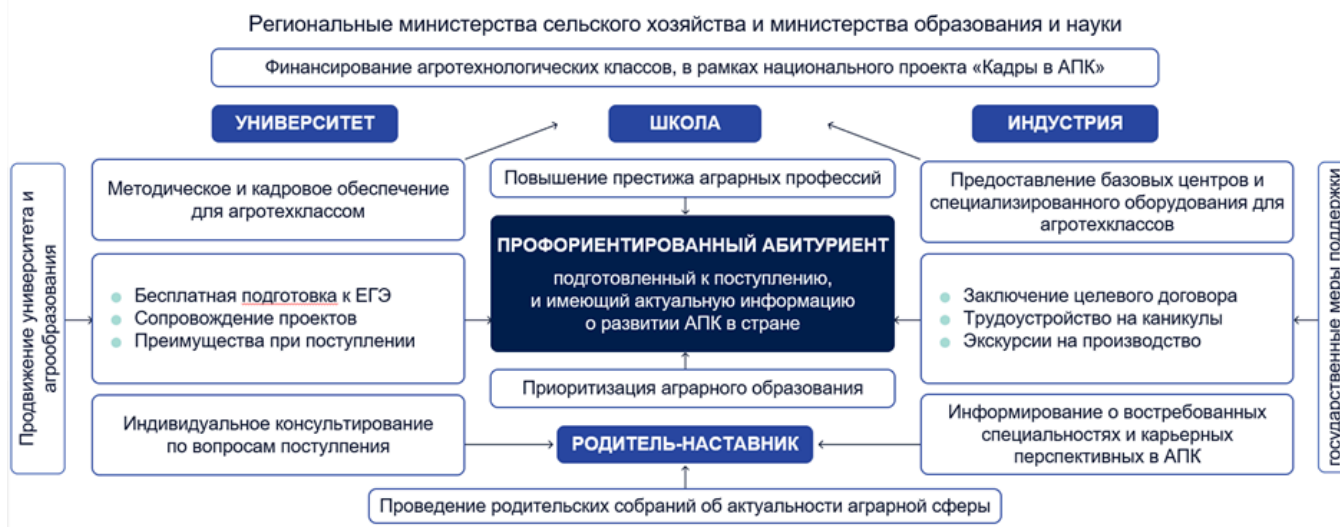 Региональные министерства сельского хозяйства и министерства образования и науки
Финансирование агротехнологических классов, в рамках национального проекта «Кадры в АПК»
УНИВЕРСИТЕТ
ШКОЛА
ИНДУСТРИЯ
Продвижение университета и
агрообразования
Методическое и кадровое обеспечение
для агротехклассом
Бесплатная подготовка к ЕГЭ
Сопровождение проектов
Преимущества при поступлении
Индивидуальное консультирование
по вопросам поступления
Повышение престижа аграрных профессий
ПРОФОРИЕНТИРОВАННЫЙ АБИТУРИЕНТ
подготовленный к поступлению,
и имеющий актуальную информацию
о развитии АПК в стране
Приоритизация аграрного образования
РОДИТЕЛЬ-НАСТАВНИК
Проведение родительских собраний об актуальности аграрной сферы
Предоставление базовых центров и
специализированного оборудования для
агротехклассов
Заключение целевого договора
Трудоустройство на каникулы
Экскурсии на производство
Информирование о востребованных
специальностях и карьерных
перспективных в АПК
государственные меры поддержки